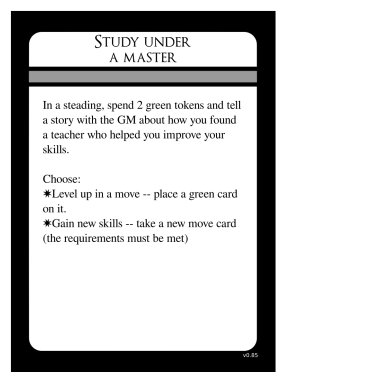 STUDY UNDER
A MASTER
In a steading, spend 2 green tokens and tell
a story with the GM about how you found
a teacher who helped you improve your
skills.
Choose:
✷Level up in a move -- place a green card
on it.
✷Gain new skills -- take a new move card
(the requirements must be met)
v0.85